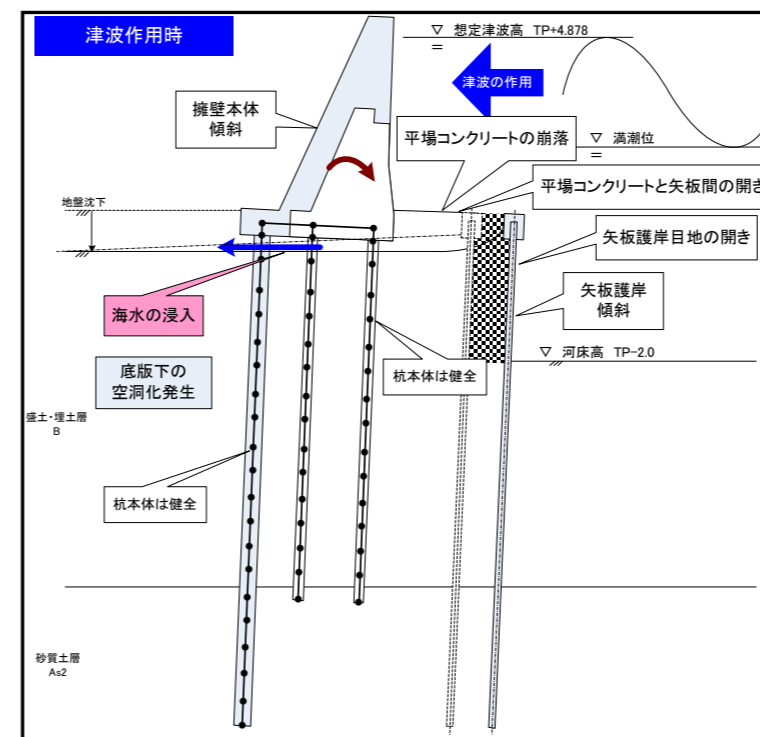 津波作用時
▽ 想定津波高 TP+4.878
津波の作用
擁壁本体
傾斜
平場コンクリートの崩落
▽ 満潮位
平場コンクリートと矢板間の開き
地盤沈下
矢板護岸目地の開き
海水の浸入
矢板護岸
傾斜
▽ 河床高 TP-2.0
底版下の
空洞化発生
杭本体は健全
盛土・埋土層
B
杭本体は健全
砂質土層
As2